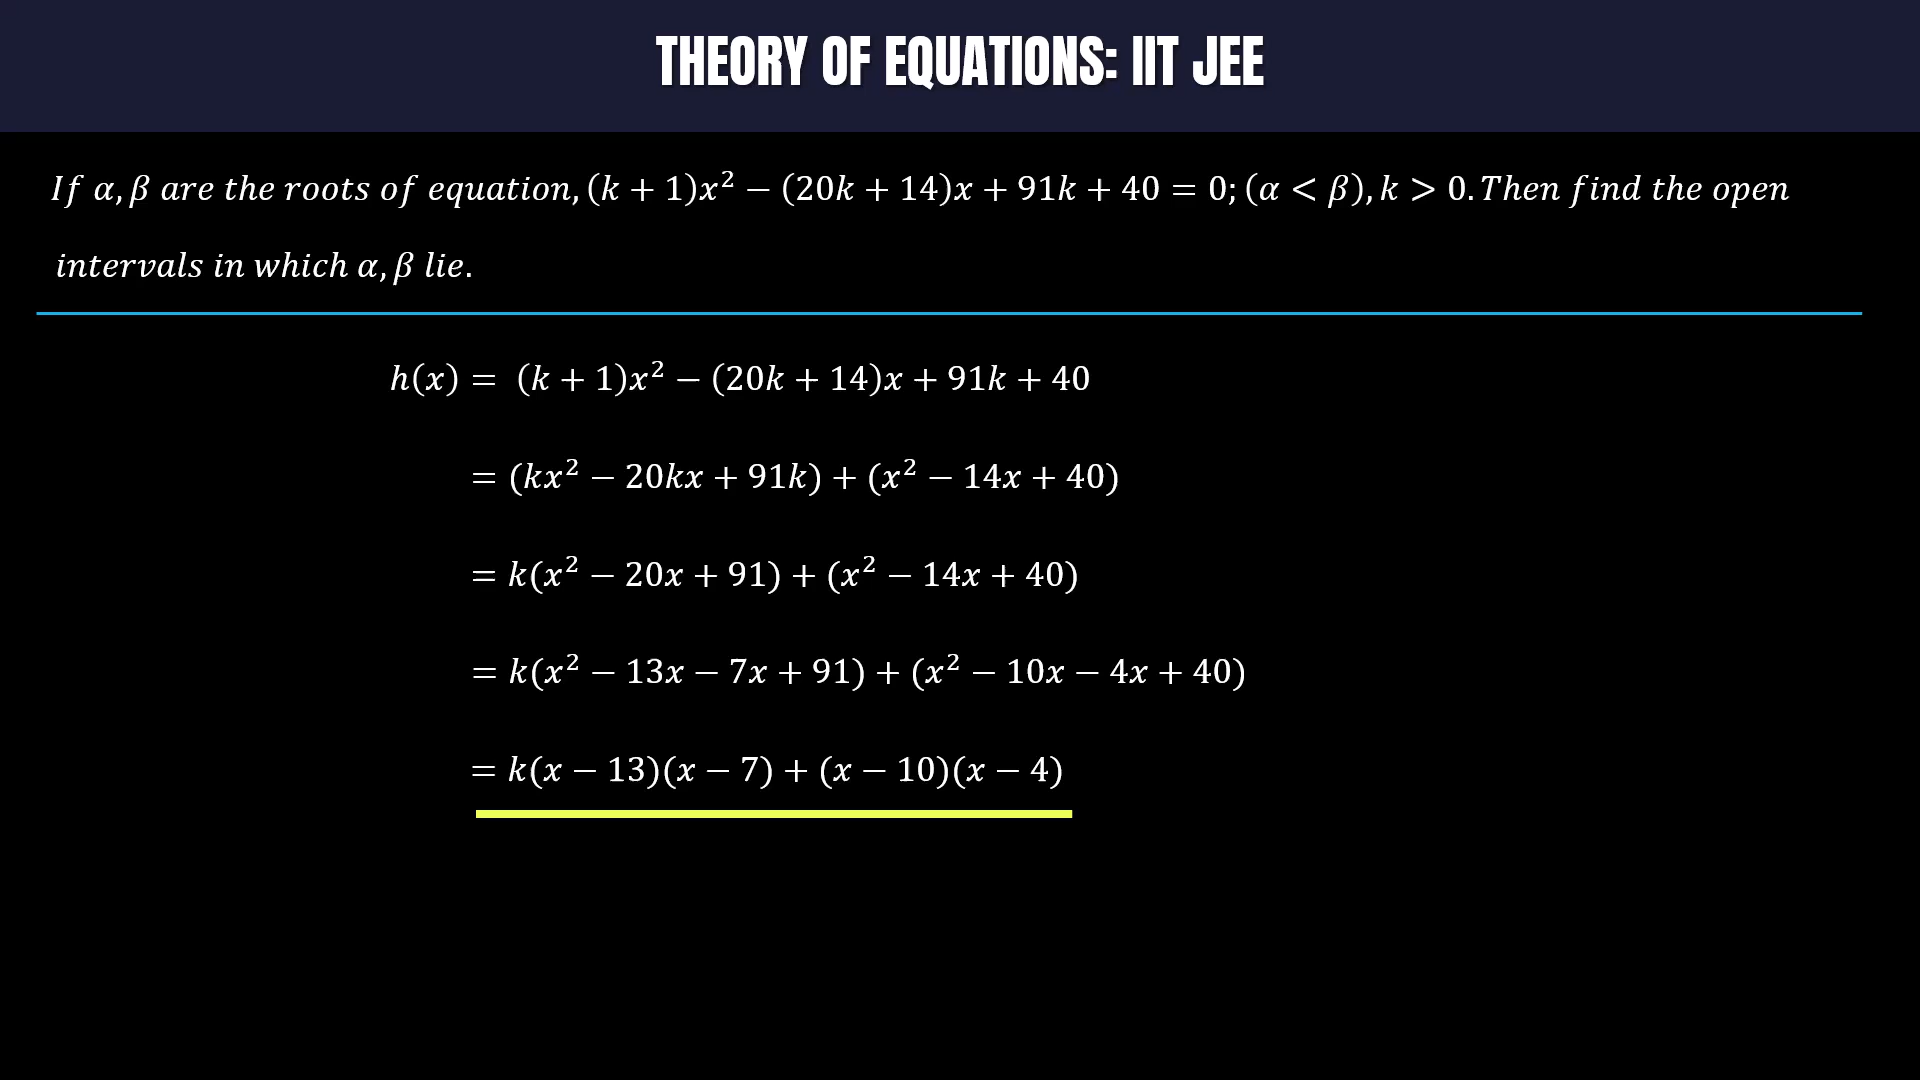 THEORY OF EQUATIONS: IIT JEE
If α, β are the roots of equation, (k + 1)x² − (20k + 14)x + 91k + 40 = 0; (α < β), k > 0. Then find the open
intervals in which α, β lie.
h(x) = (k + 1)x² − (20k + 14)x + 91k + 40
= (kx² − 20kx + 91k) + (x² − 14x + 40)
= k(x² − 20x + 91) + (x² − 14x + 40)
= k(x² − 13x − 7x + 91) + (x² − 10x − 4x + 40)
= k(x − 13)(x − 7) + (x − 10)(x − 4)